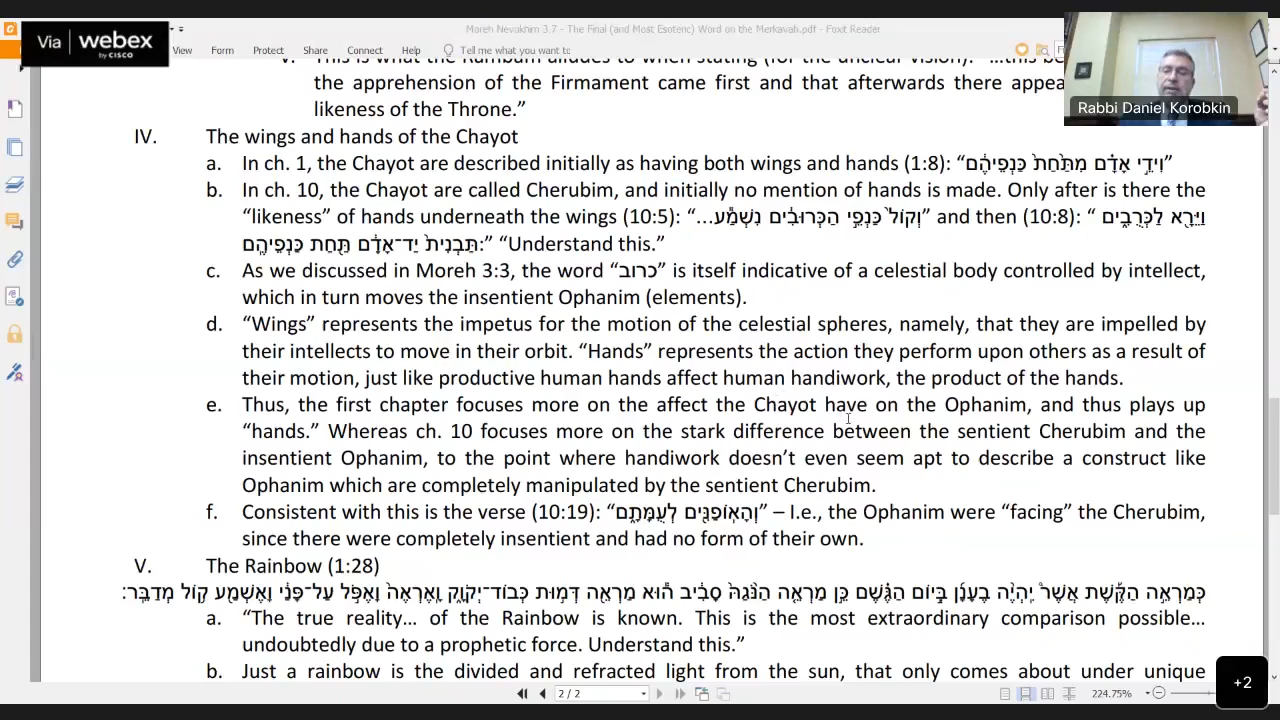 Via webex by CISCO
Moreh Nevukhim 3.7 - The Final (and Most Esoteric) Word on the Merkavah.pdf - Foxit Reader
View Form Protect Share Connect Help Tell me what you want to
Rabbi Daniel Korobkin
the apprehension of the Firmament came first and that afterwards there appea
likeness of the Throne.”
IV. The wings and hands of the Chayot
a. In ch. 1, the Chayot are described initially as having both wings and hands (1:8): “וִידֵ֣י אָדָ֗ם מִתַּ֙חַת֙ כַּנְפֵיהֶ֔ם”
b. In ch. 10, the Chayot are called Cherubim, and initially no mention of hands is made. Only after is there the
“likeness” of hands underneath the wings (10:5): “וְקוֹל֙ כַּנְפֵ֣י הַכְּרוּבִ֔ים נִשְׁמַ֕ע...” and then (10:8): “וַיֵּרָ֖א לַכְּרֻבִ֑ים
תַּבְנִית֙ יַד־אָדָ֔ם תַּ֖חַת כַּנְפֵיהֶֽם:” “Understand this.”
c. As we discussed in Moreh 3:3, the word “כרוב” is itself indicative of a celestial body controlled by intellect,
which in turn moves the insentient Ophanim (elements).
d. “Wings” represents the impetus for the motion of the celestial spheres, namely, that they are impelled by
their intellects to move in their orbit. “Hands” represents the action they perform upon others as a result of
their motion, just like productive human hands affect human handiwork, the product of the hands.
e. Thus, the first chapter focuses more on the affect the Chayot have on the Ophanim, and thus plays up
“hands.” Whereas ch. 10 focuses more on the stark difference between the sentient Cherubim and the
insentient Ophanim, to the point where handiwork doesn’t even seem apt to describe a construct like
Ophanim which are completely manipulated by the sentient Cherubim.
f. Consistent with this is the verse (10:19): “וְהָאֽוֹפַנִּ֖ים לְעֻמָּתָ֑ם” – I.e., the Ophanim were “facing” the Cherubim,
since there were completely insentient and had no form of their own.
V. The Rainbow (1:28)
כְּמַרְאֵ֣ה הַקֶּ֡שֶׁת אֲשֶׁר֩ יִֽהְיֶ֨ה בֶעָנָ֜ן בְּי֣וֹם הַגֶּ֗שֶׁם כֵּ֣ן מַרְאֵ֤ה הַנֹּ֙גַהּ֙ סָבִ֔יב ה֕וּא מַרְאֵ֖ה דְּמ֣וּת כְּבוֹד־יְקֹוָ֑ק וָֽאֶרְאֶה֙ וָאֶפֹּ֣ל עַל־פָּנַ֔י וָאֶשְׁמַ֖ע ק֥וֹל מְדַבֵּֽר:
a. “The true reality… of the Rainbow is known. This is the most extraordinary comparison possible…
undoubtedly due to a prophetic force. Understand this.”
b. Just a rainbow is the divided and refracted light from the sun, that only comes about under unique
2 / 2
224.75%
+2